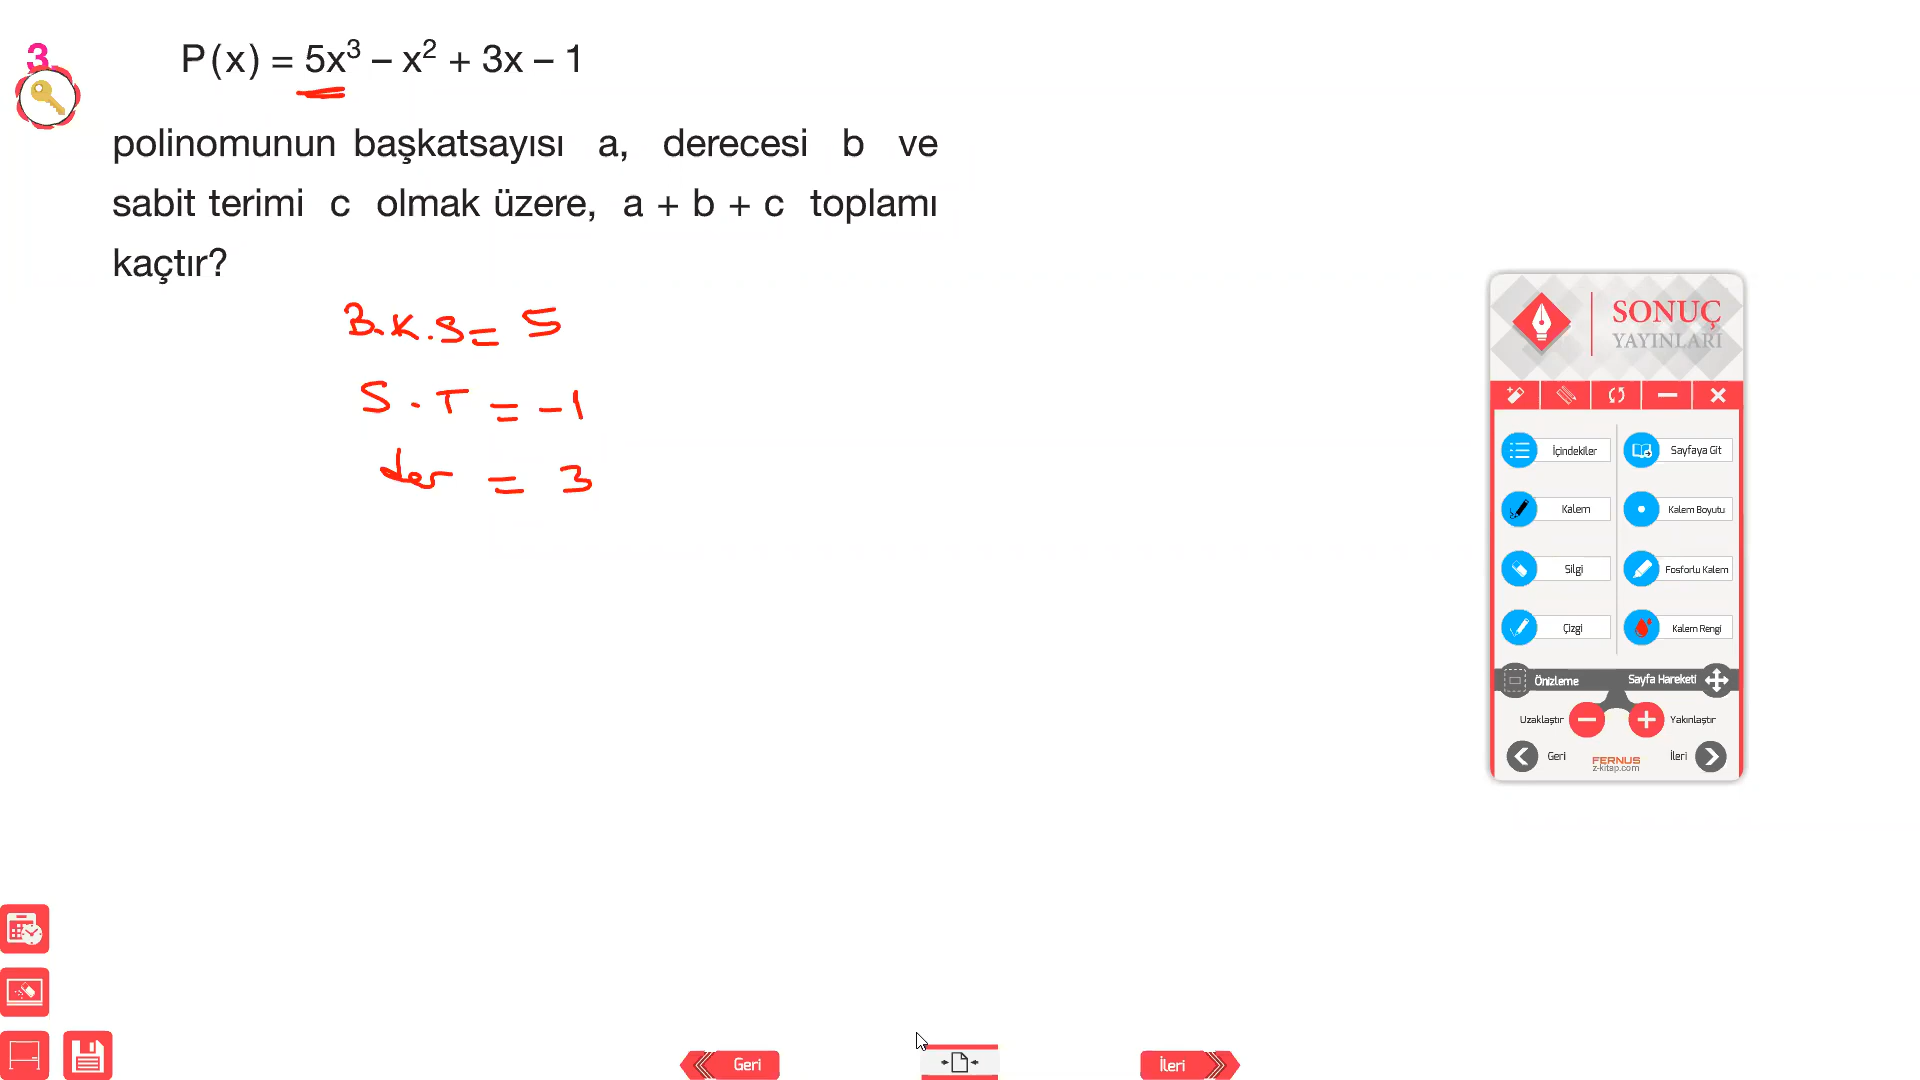 3
P(x) = 5x³ – x² + 3x – 1
polinomunun başkatsayısı a, derecesi b ve
sabit terimi c olmak üzere, a + b + c toplamı
kaçtır?
B.K.S = 5
S.T = -1
der = 3
SONUÇ
YAYINLARI
İçindekiler
Sayfaya Git
Kalem
Kalem Boyutu
Silgi
Fosforlu Kalem
Çizgi
Kalem Rengi
Önizleme
Sayfa Hareketi
Uzaklaştır
Yakınlaştır
Geri
FERNUS
z-kitap.com
İleri
Geri
İleri